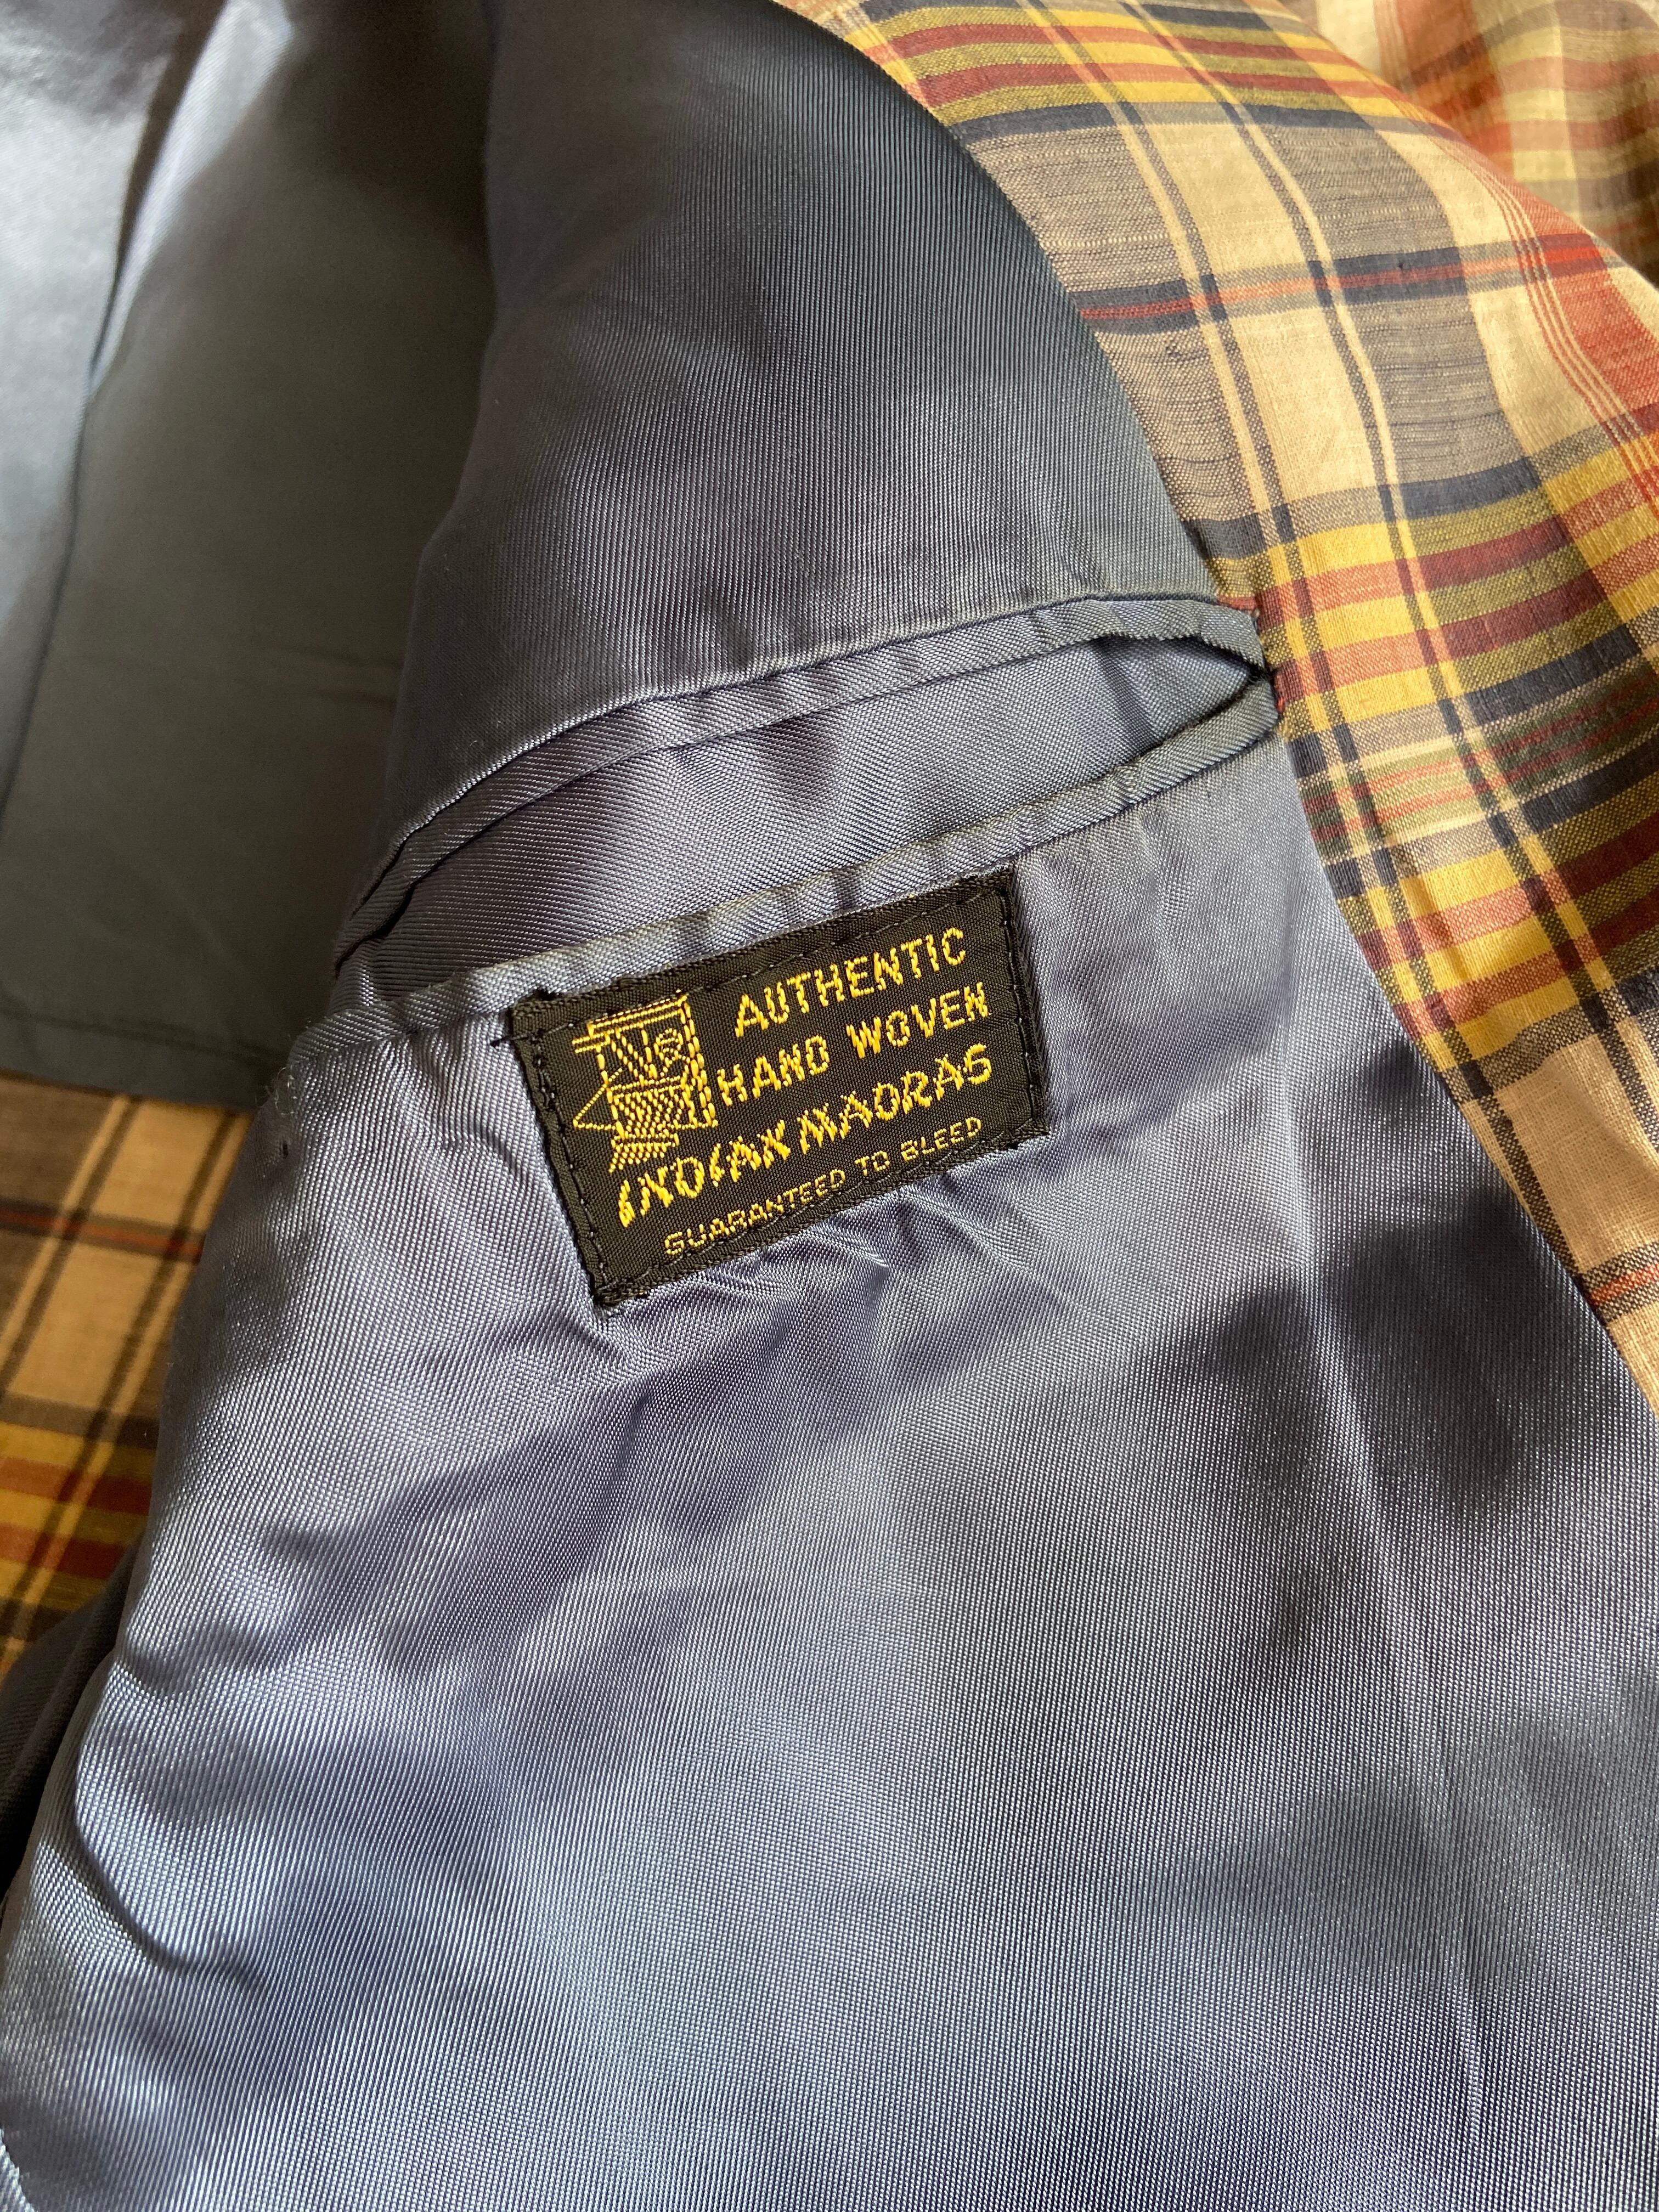 AUTHENTIC
HAND WOVEN
INDIAN MADRAS
GUARANTEED TO BLEED